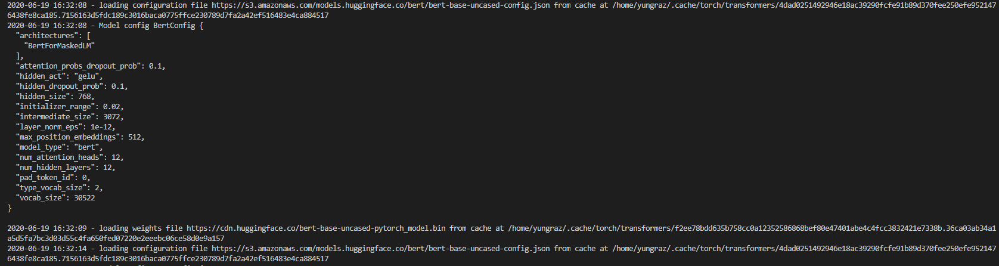 2020-06-19 16:32:08 - loading configuration file https://s3.amazonaws.com/models.huggingface.co/bert/bert-base-uncased-config.json from cache at /home/yungraz/.cache/torch/transformers/4dad0251492946e18ac39290fcfe91b89d370fee250efe952147
6438fe8ca185.7156163d5fdc189c3016baca0775ffce230789d7fa2a42ef516483e4ca884517
2020-06-19 16:32:08 - Model config BertConfig {
  "architectures": [
    "BertForMaskedLM"
  ],
  "attention_probs_dropout_prob": 0.1,
  "hidden_act": "gelu",
  "hidden_dropout_prob": 0.1,
  "hidden_size": 768,
  "initializer_range": 0.02,
  "intermediate_size": 3072,
  "layer_norm_eps": 1e-12,
  "max_position_embeddings": 512,
  "model_type": "bert",
  "num_attention_heads": 12,
  "num_hidden_layers": 12,
  "pad_token_id": 0,
  "type_vocab_size": 2,
  "vocab_size": 30522
}
2020-06-19 16:32:09 - loading weights file https://cdn.huggingface.co/bert-base-uncased-pytorch_model.bin from cache at /home/yungraz/.cache/torch/transformers/f2ee78bdd635b758cc0a12352586868bef80e47401abe4c4fcc3832421e7338b.36ca03ab34a1
a5d5fa7bc3d03d55c4fa650fed07220e2eeebc06ce58d0e9a157
2020-06-19 16:32:14 - loading configuration file https://s3.amazonaws.com/models.huggingface.co/bert/bert-base-uncased-config.json from cache at /home/yungraz/.cache/torch/transformers/4dad0251492946e18ac39290fcfe91b89d370fee250efe952147
6438fe8ca185.7156163d5fdc189c3016baca0775ffce230789d7fa2a42ef516483e4ca884517